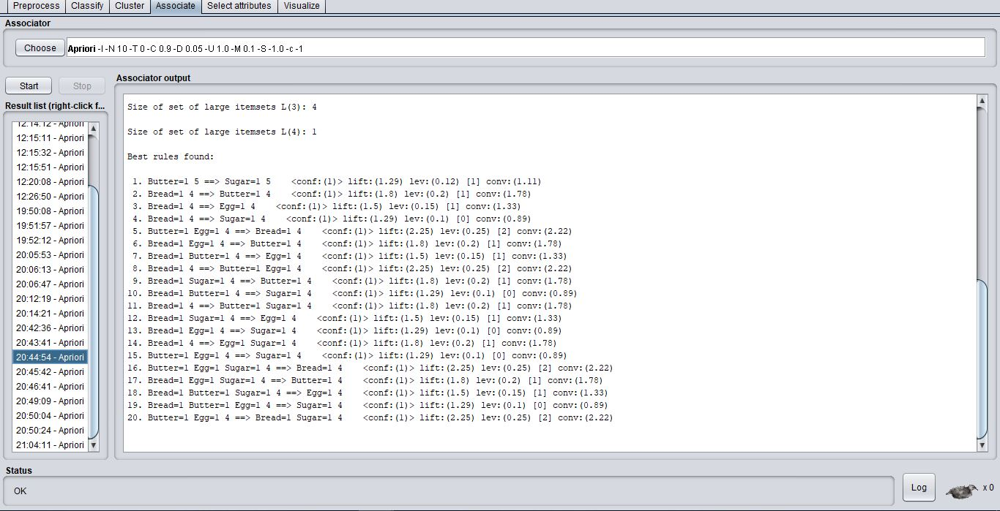 Preprocess Classify Cluster Associate Select attributes Visualize
Associator
Choose Apriori -I -N 10 -T 0 -C 0.9 -D 0.05 -U 1.0 -M 0.1 -S -1.0 -c -1
Start Stop
Result list (right-click f...
12:14:12 - Apriori
12:15:11 - Apriori
12:15:32 - Apriori
12:15:51 - Apriori
12:20:08 - Apriori
12:26:50 - Apriori
19:50:08 - Apriori
19:51:57 - Apriori
19:52:12 - Apriori
20:05:53 - Apriori
20:06:13 - Apriori
20:06:47 - Apriori
20:12:19 - Apriori
20:14:21 - Apriori
20:42:36 - Apriori
20:43:41 - Apriori
20:44:54 - Apriori
20:45:42 - Apriori
20:46:41 - Apriori
20:49:09 - Apriori
20:50:04 - Apriori
20:50:24 - Apriori
21:04:11 - Apriori
Associator output
Size of set of large itemsets L(3): 4
Size of set of large itemsets L(4): 1
Best rules found:
1. Butter=1 5 ==> Sugar=1 5 <conf:(1)> lift:(1.29) lev:(0.12) [1] conv:(1.11)
2. Bread=1 4 ==> Butter=1 4 <conf:(1)> lift:(1.8) lev:(0.2) [1] conv:(1.78)
3. Bread=1 4 ==> Egg=1 4 <conf:(1)> lift:(1.5) lev:(0.15) [1] conv:(1.33)
4. Bread=1 4 ==> Sugar=1 4 <conf:(1)> lift:(1.29) lev:(0.1) [0] conv:(0.89)
5. Butter=1 Egg=1 4 ==> Bread=1 4 <conf:(1)> lift:(2.25) lev:(0.25) [2] conv:(2.22)
6. Bread=1 Egg=1 4 ==> Butter=1 4 <conf:(1)> lift:(1.8) lev:(0.2) [1] conv:(1.78)
7. Bread=1 Butter=1 4 ==> Egg=1 4 <conf:(1)> lift:(1.5) lev:(0.15) [1] conv:(1.33)
8. Bread=1 4 ==> Butter=1 Egg=1 4 <conf:(1)> lift:(2.25) lev:(0.25) [2] conv:(2.22)
9. Bread=1 Sugar=1 4 ==> Butter=1 4 <conf:(1)> lift:(1.8) lev:(0.2) [1] conv:(1.78)
10. Bread=1 Butter=1 4 ==> Sugar=1 4 <conf:(1)> lift:(1.29) lev:(0.1) [0] conv:(0.89)
11. Bread=1 4 ==> Butter=1 Sugar=1 4 <conf:(1)> lift:(1.8) lev:(0.2) [1] conv:(1.78)
12. Bread=1 Sugar=1 4 ==> Egg=1 4 <conf:(1)> lift:(1.5) lev:(0.15) [1] conv:(1.33)
13. Bread=1 Egg=1 4 ==> Sugar=1 4 <conf:(1)> lift:(1.29) lev:(0.1) [0] conv:(0.89)
14. Bread=1 4 ==> Egg=1 Sugar=1 4 <conf:(1)> lift:(1.8) lev:(0.2) [1] conv:(1.78)
15. Butter=1 Egg=1 4 ==> Sugar=1 4 <conf:(1)> lift:(1.29) lev:(0.1) [0] conv:(0.89)
16. Butter=1 Egg=1 Sugar=1 4 ==> Bread=1 4 <conf:(1)> lift:(2.25) lev:(0.25) [2] conv:(2.22)
17. Bread=1 Egg=1 Sugar=1 4 ==> Butter=1 4 <conf:(1)> lift:(1.8) lev:(0.2) [1] conv:(1.78)
18. Bread=1 Butter=1 Sugar=1 4 ==> Egg=1 4 <conf:(1)> lift:(1.5) lev:(0.15) [1] conv:(1.33)
19. Bread=1 Butter=1 Egg=1 4 ==> Sugar=1 4 <conf:(1)> lift:(1.29) lev:(0.1) [0] conv:(0.89)
20. Butter=1 Egg=1 4 ==> Bread=1 Sugar=1 4 <conf:(1)> lift:(2.25) lev:(0.25) [2] conv:(2.22)
Status
OK
Log
x 0